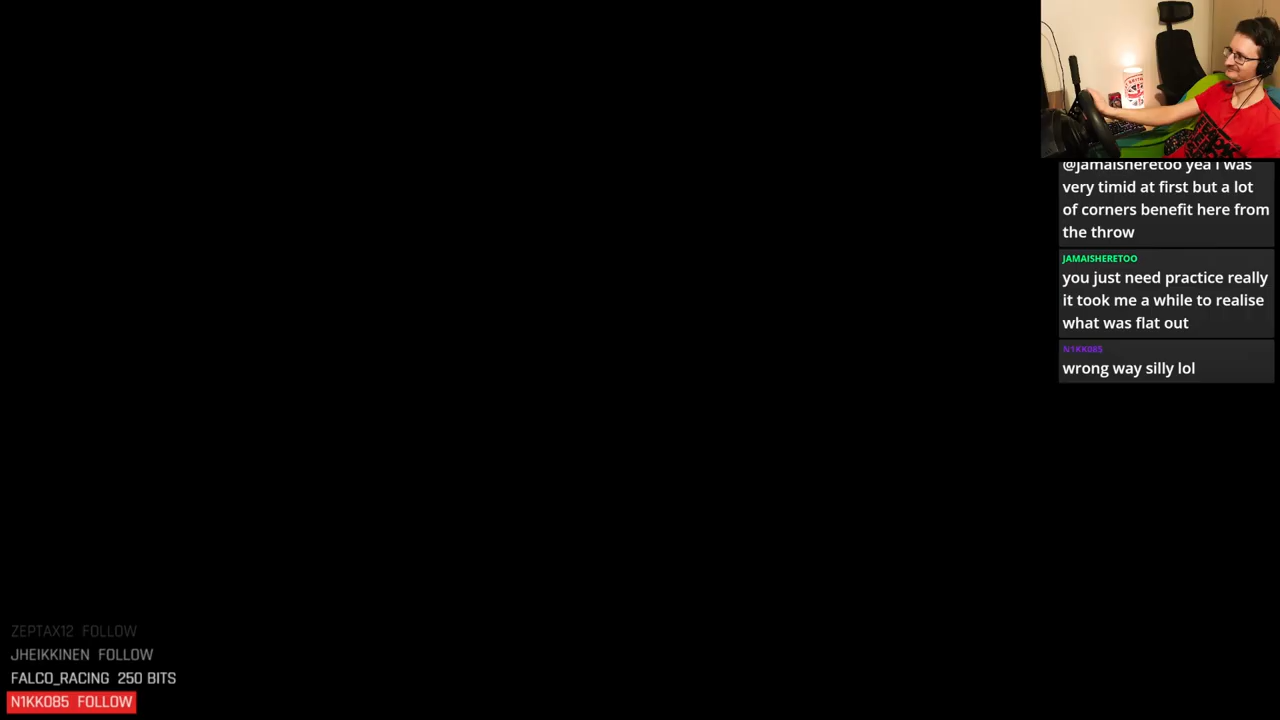 @jamaisheretoo yea i was
very timid at first but a lot
of corners benefit here from
the throw
JAMAISHERETOO
you just need practice really
it took me a while to realise
what was flat out
N1KK085
wrong way silly lol
ZEPTAX12 FOLLOW
JHEIKKINEN FOLLOW
FALCO_RACING 250 BITS
N1KK085 FOLLOW